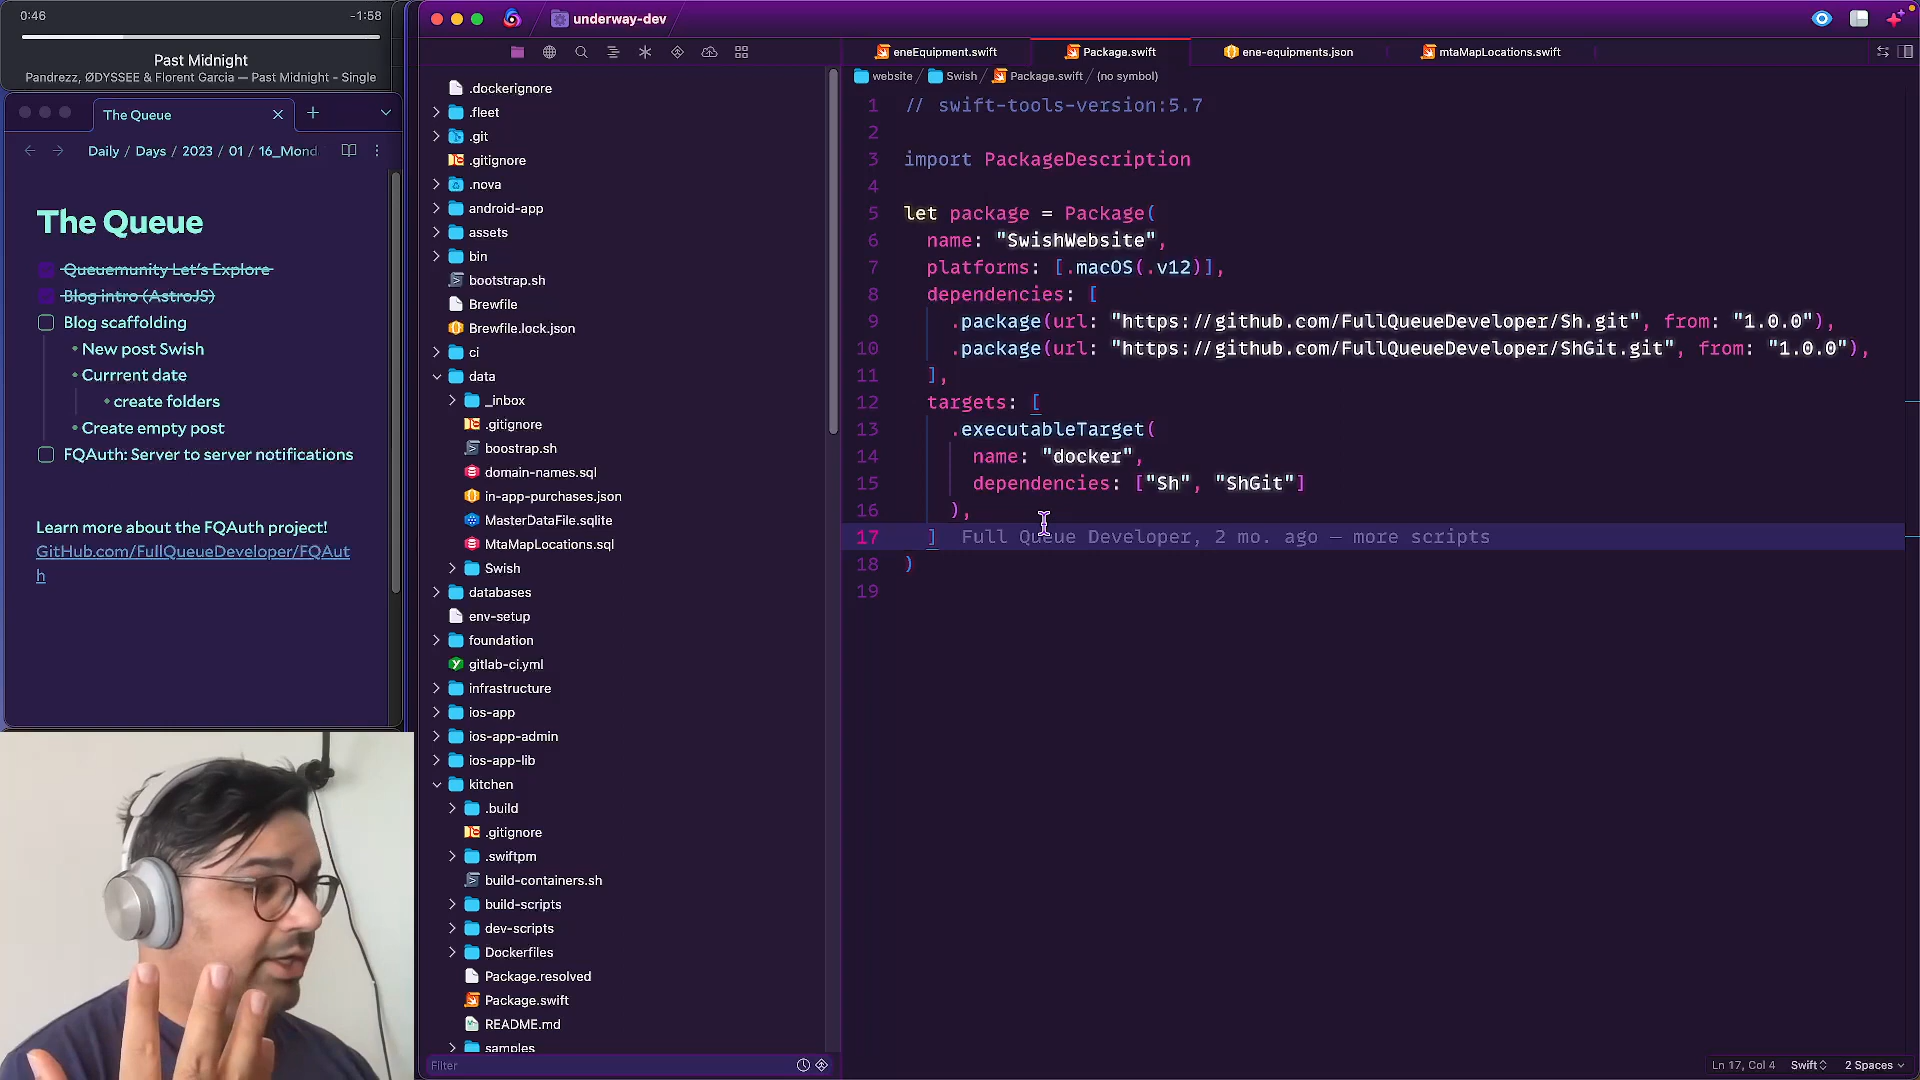 0:46
-1:58
Past Midnight
Pandrezz, ØDYSSEE & Florent Garcia — Past Midnight - Single
The Queue
Daily / Days / 2023 / 01 / 16_Mond
The Queue
Queuemunity Let's Explore
Blog intro (AstroJS)
Blog scaffolding
• New post Swish
• Currrent date
• create folders
• Create empty post
FQAuth: Server to server notifications
Learn more about the FQAuth project!
GitHub.com/FullQueueDeveloper/FQAut
h
underway-dev
.dockerignore
.fleet
.git
.gitignore
.nova
android-app
assets
bin
bootstrap.sh
Brewfile
Brewfile.lock.json
ci
data
_inbox
.gitignore
boostrap.sh
domain-names.sql
in-app-purchases.json
MasterDataFile.sqlite
MtaMapLocations.sql
Swish
databases
env-setup
foundation
gitlab-ci.yml
infrastructure
ios-app
ios-app-admin
ios-app-lib
kitchen
.build
.gitignore
.swiftpm
build-containers.sh
build-scripts
dev-scripts
Dockerfiles
Package.resolved
Package.swift
README.md
samples
Filter
eneEquipment.swift
Package.swift
ene-equipments.json
mtaMapLocations.swift
website > Swish > Package.swift > (no symbol)
1 // swift-tools-version:5.7
2
3 import PackageDescription
4
5 let package = Package(
6 name: "SwishWebsite",
7 platforms: [.macOS(.v12)],
8 dependencies: [
9 .package(url: "https://github.com/FullQueueDeveloper/Sh.git", from: "1.0.0"),
10 .package(url: "https://github.com/FullQueueDeveloper/ShGit.git", from: "1.0.0"),
11 ],
12 targets: [
13 .executableTarget(
14 name: "docker",
15 dependencies: ["Sh", "ShGit"]
16 ),
17 ] Full Queue Developer, 2 mo. ago — more scripts
18 )
19
Ln 17, Col 4
Swift
2 Spaces